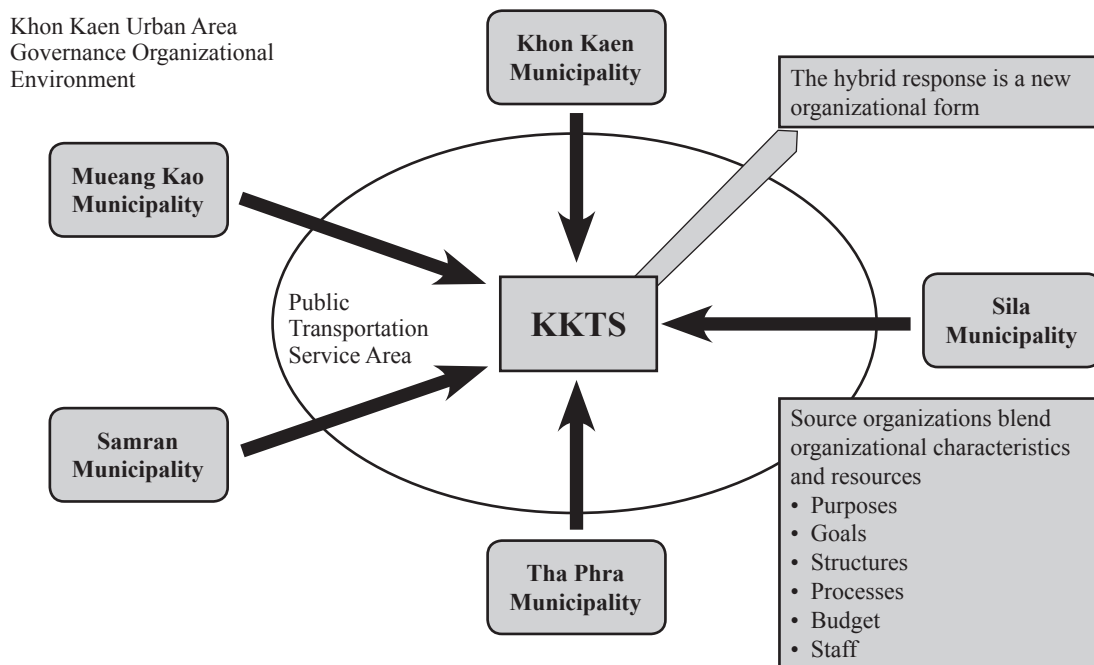 Khon Kaen Urban Area
Governance Organizational
Environment
Khon Kaen
Municipality
The hybrid response is a new
organizational form
Mueang Kao
Municipality
Public
Transportation
Service Area
KKTS
Sila
Municipality
Samran
Municipality
Tha Phra
Municipality
Source organizations blend
organizational characteristics
and resources
• Purposes
• Goals
• Structures
• Processes
• Budget
• Staff